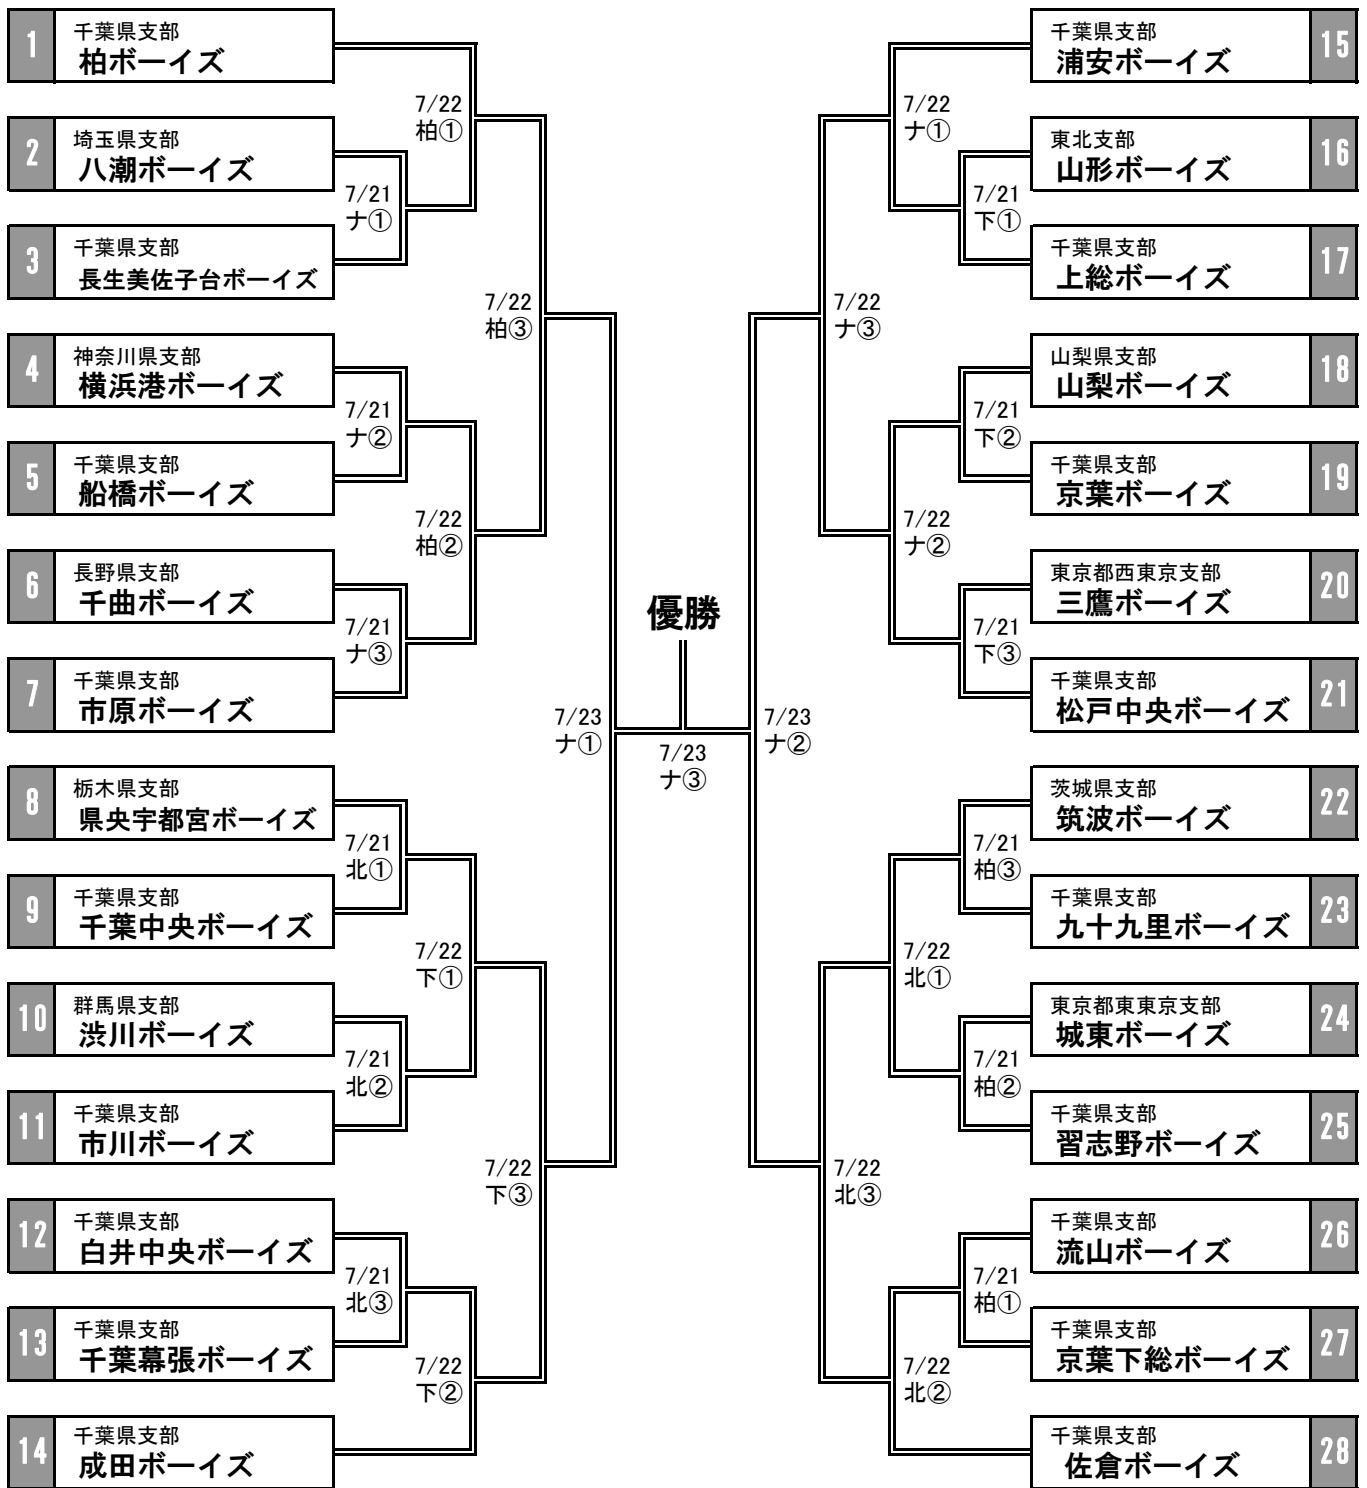 1
千葉県支部
柏ボーイズ
2
埼玉県支部
八潮ボーイズ
3
千葉県支部
長生美佐子台ボーイズ
4
神奈川県支部
横浜港ボーイズ
5
千葉県支部
船橋ボーイズ
6
長野県支部
千曲ボーイズ
7
千葉県支部
市原ボーイズ
8
栃木県支部
県央宇都宮ボーイズ
9
千葉県支部
千葉中央ボーイズ
10
群馬県支部
渋川ボーイズ
11
千葉県支部
市川ボーイズ
12
千葉県支部
白井中央ボーイズ
13
千葉県支部
千葉幕張ボーイズ
14
千葉県支部
成田ボーイズ
7/21
ナ①
7/21
ナ②
7/21
ナ③
7/21
北①
7/21
北②
7/21
北③
7/22
柏①
7/22
柏②
7/22
下①
7/22
下②
7/22
柏③
7/22
下③
7/23
ナ①
優勝
7/23
ナ③
7/23
ナ②
7/22
ナ③
7/22
北③
7/22
ナ①
7/22
ナ②
7/22
北①
7/22
北②
7/21
下①
7/21
下②
7/21
下③
7/21
柏③
7/21
柏②
7/21
柏①
千葉県支部
浦安ボーイズ
15
東北支部
山形ボーイズ
16
千葉県支部
上総ボーイズ
17
山梨県支部
山梨ボーイズ
18
千葉県支部
京葉ボーイズ
19
東京都西東京支部
三鷹ボーイズ
20
千葉県支部
松戸中央ボーイズ
21
茨城県支部
筑波ボーイズ
22
千葉県支部
九十九里ボーイズ
23
東京都東東京支部
城東ボーイズ
24
千葉県支部
習志野ボーイズ
25
千葉県支部
流山ボーイズ
26
千葉県支部
京葉下総ボーイズ
27
千葉県支部
佐倉ボーイズ
28